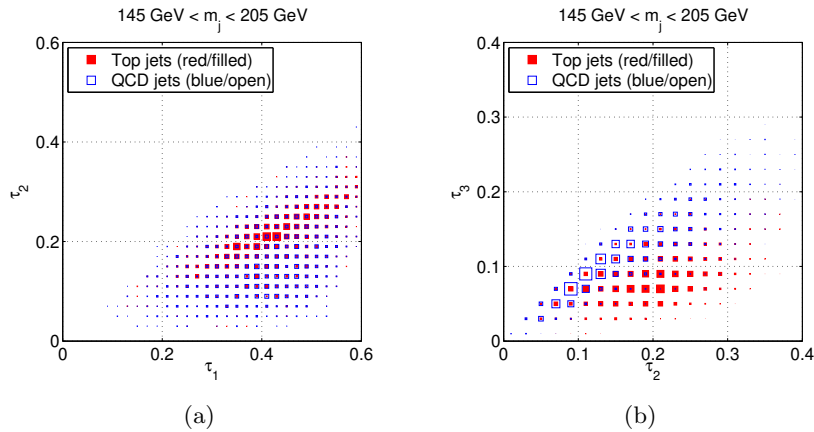 145 GeV < m_j < 205 GeV
Top jets (red/filled)
QCD jets (blue/open)
0.6
0.4
0.2
0
τ_2
0 0.2 0.4 0.6
τ_1
(a)
145 GeV < m_j < 205 GeV
Top jets (red/filled)
QCD jets (blue/open)
0.4
0.3
0.2
0.1
0
τ_3
0 0.1 0.2 0.3 0.4
τ_2
(b)